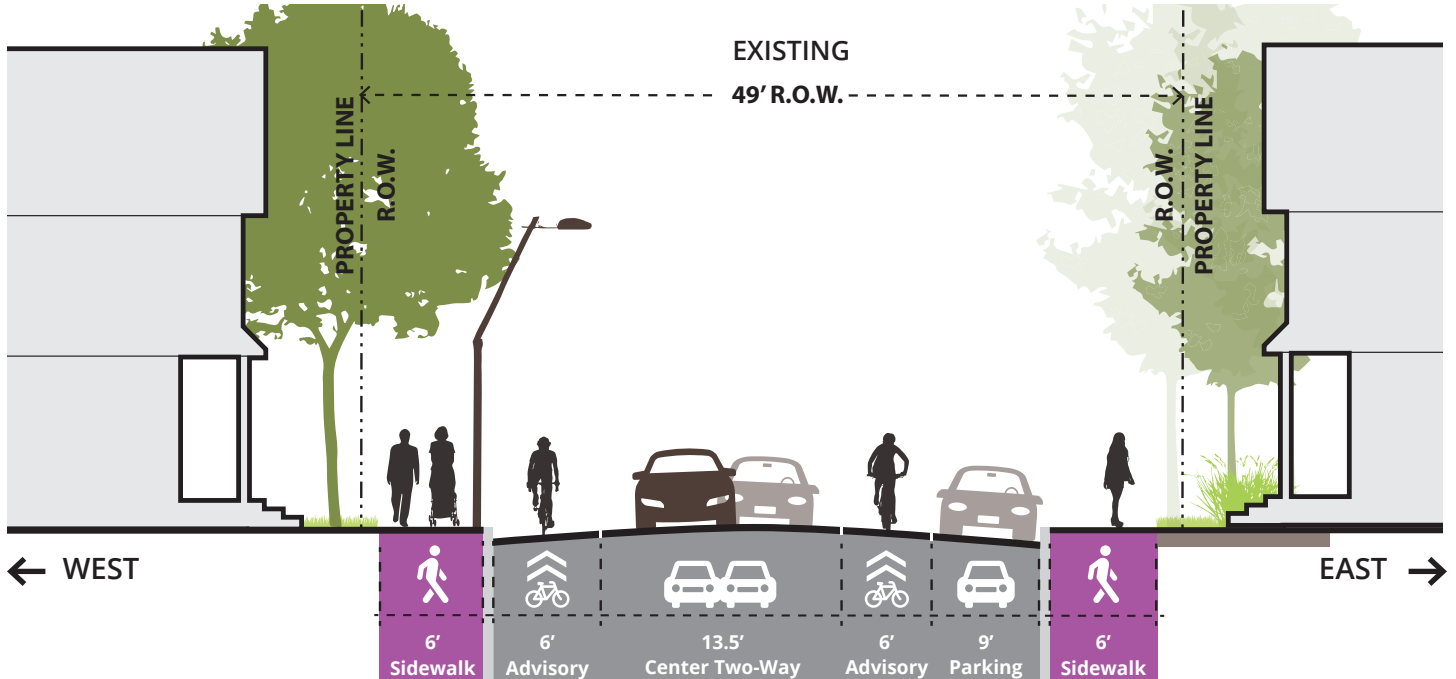 EXISTING
49’ R.O.W.
PROPERTY LINE
R.O.W.
R.O.W.
PROPERTY LINE
WEST
EAST
6’
Sidewalk
6’
Advisory
13.5’
Center Two-Way
6’
Advisory
9’
Parking
6’
Sidewalk